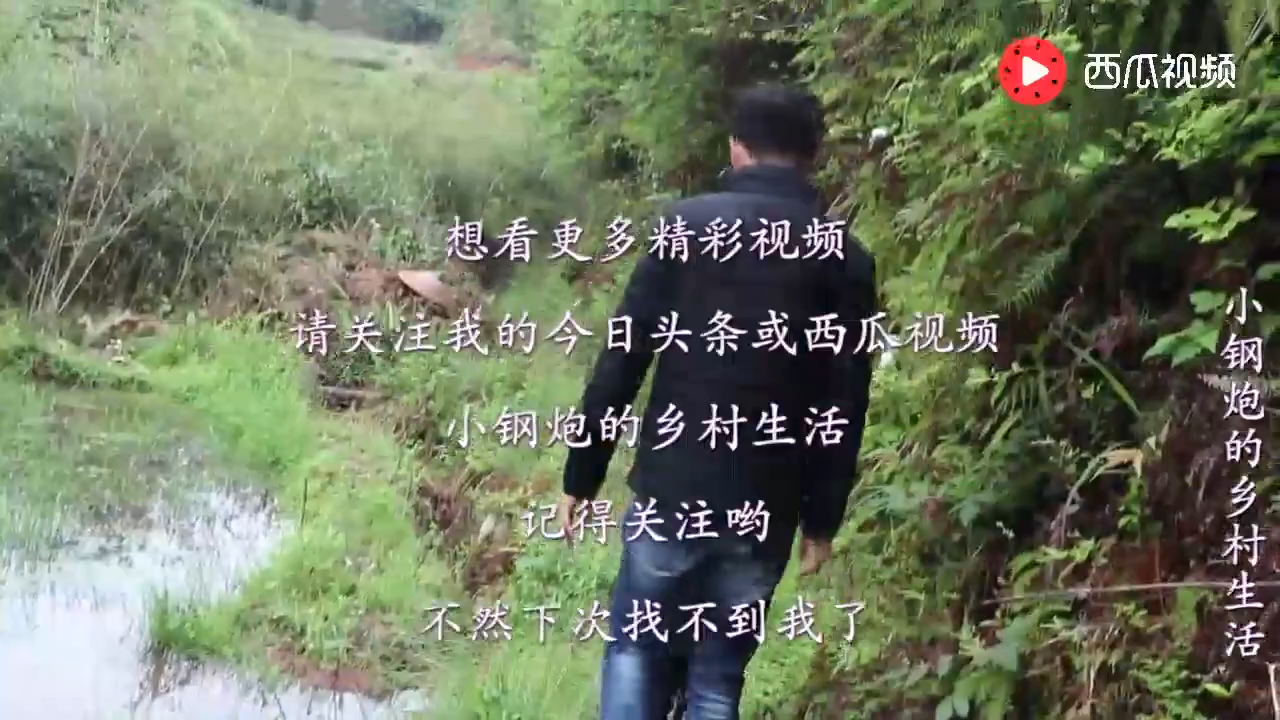 西瓜视频
想看更多精彩视频
请关注我的今日头条或西瓜视频
小钢炮的乡村生活
记得关注哟
不然下次找不到我了
小钢炮的乡村生活